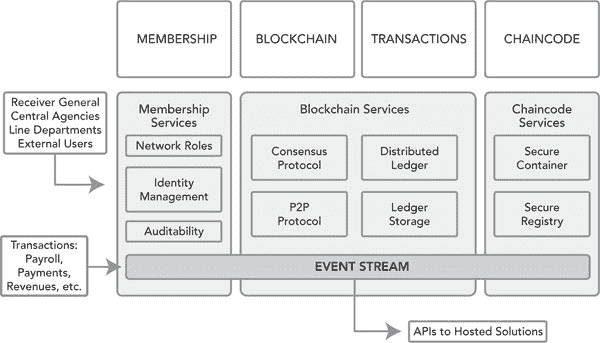 MEMBERSHIP
BLOCKCHAIN
TRANSACTIONS
CHAINCODE
Receiver General
Central Agencies
Line Departments
External Users
Membership
Services
Network Roles
Identity
Management
Auditability
Blockchain Services
Consensus
Protocol
Distributed
Ledger
P2P
Protocol
Ledger
Storage
Chaincode
Services
Secure
Container
Secure
Registry
Transactions:
Payroll,
Payments,
Revenues, etc.
EVENT STREAM
APIs to Hosted Solutions